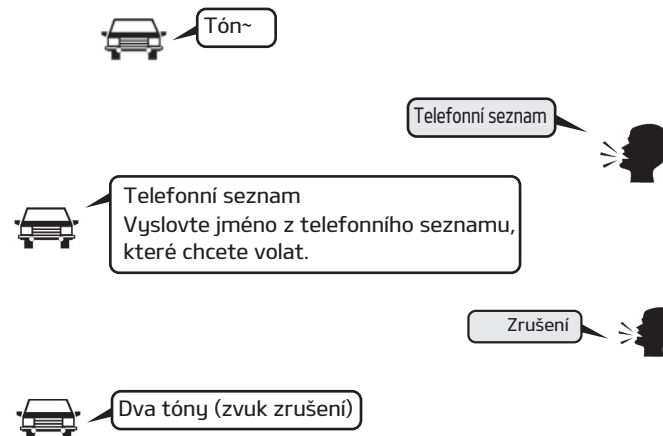 Tón~
Telefonní seznam
Telefonní seznam
Vyslovte jméno z telefonního seznamu,
které chcete volat.
Zrušení
Dva tóny (zvuk zrušení)